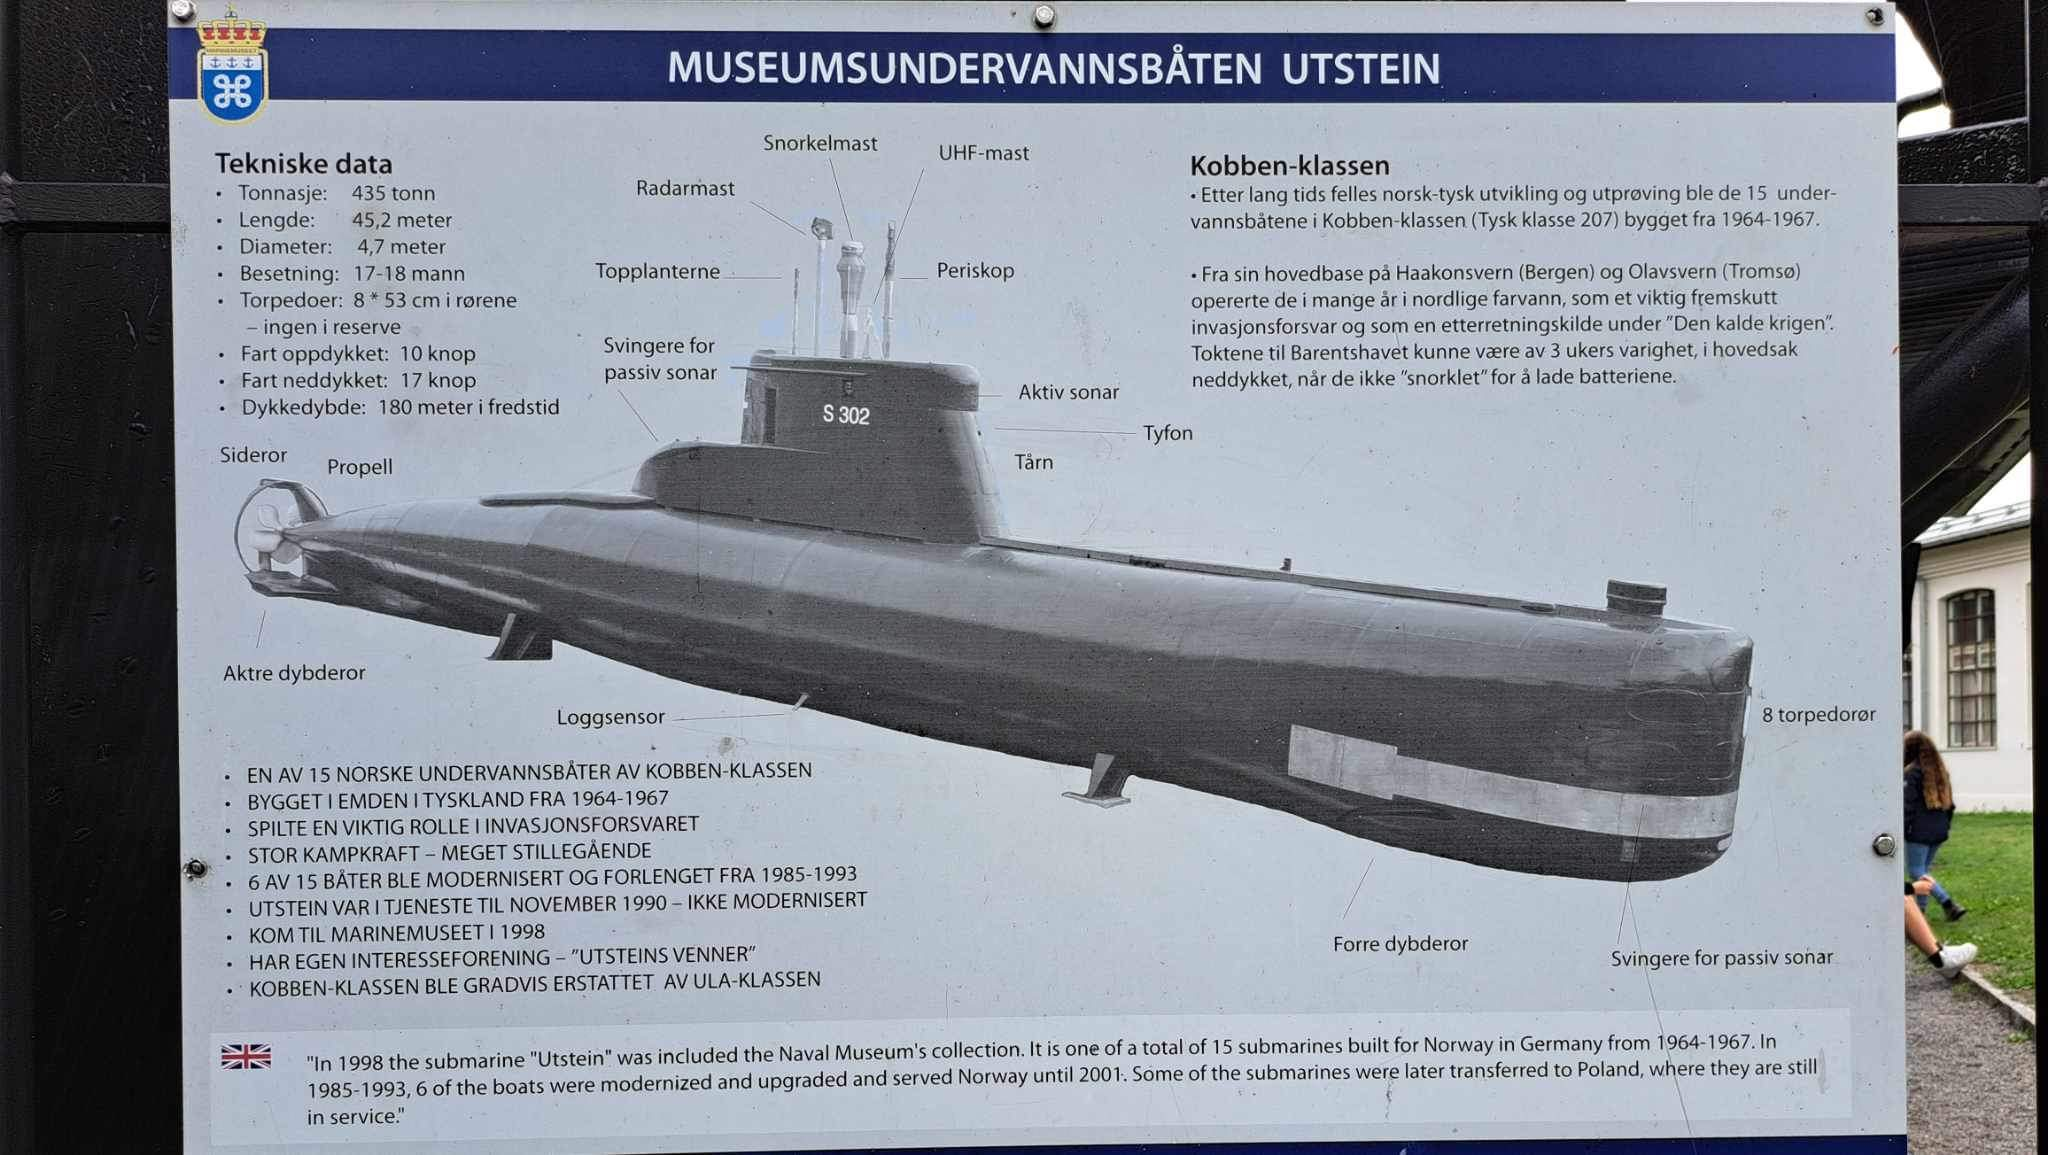 MARINEMUSEET
MUSEUMSUNDERVANNSBÅTEN UTSTEIN
Tekniske data
• Tonnasje: 435 tonn
• Lengde: 45,2 meter
• Diameter: 4,7 meter
• Besetning: 17-18 mann
• Torpedoer: 8 * 53 cm i rørene
– ingen i reserve
• Fart oppdykket: 10 knop
• Fart neddykket: 17 knop
• Dykkedybde: 180 meter i fredstid
Snorkelmast
UHF-mast
Radarmast
Topplanterne
Periskop
Svingere for
passiv sonar
Aktiv sonar
S 302
Tyfon
Tårn
Kobben-klassen
• Etter lang tids felles norsk-tysk utvikling og utprøving ble de 15 under-
vannsbåtene i Kobben-klassen (Tysk klasse 207) bygget fra 1964-1967.
• Fra sin hovedbase på Haakonsvern (Bergen) og Olavsvern (Tromsø)
opererte de i mange år i nordlige farvann, som et viktig fremskutt
invasjonsforsvar og som en etterretningskilde under ”Den kalde krigen”.
Toktene til Barentshavet kunne være av 3 ukers varighet, i hovedsak
neddykket, når de ikke ”snorklet” for å lade batteriene.
Sideror
Propell
Aktre dybderor
Loggsensor
8 torpedorør
Forre dybderor
Svingere for passiv sonar
• EN AV 15 NORSKE UNDERVANNSBÅTER AV KOBBEN-KLASSEN
• BYGGET I EMDEN I TYSKLAND FRA 1964-1967
• SPILTE EN VIKTIG ROLLE I INVASJONSFORSVARET
• STOR KAMPKRAFT – MEGET STILLEGÅENDE
• 6 AV 15 BÅTER BLE MODERNISERT OG FORLENGET FRA 1985-1993
• UTSTEIN VAR I TJENESTE TIL NOVEMBER 1990 – IKKE MODERNISERT
• KOM TIL MARINEMUSEET I 1998
• HAR EGEN INTERESSEFORENING – ”UTSTEINS VENNER”
• KOBBEN-KLASSEN BLE GRADVIS ERSTATTET AV ULA-KLASSEN
"In 1998 the submarine "Utstein" was included the Naval Museum's collection. It is one of a total of 15 submarines built for Norway in Germany from 1964-1967. In
1985-1993, 6 of the boats were modernized and upgraded and served Norway until 2001. Some of the submarines were later transferred to Poland, where they are still
in service."